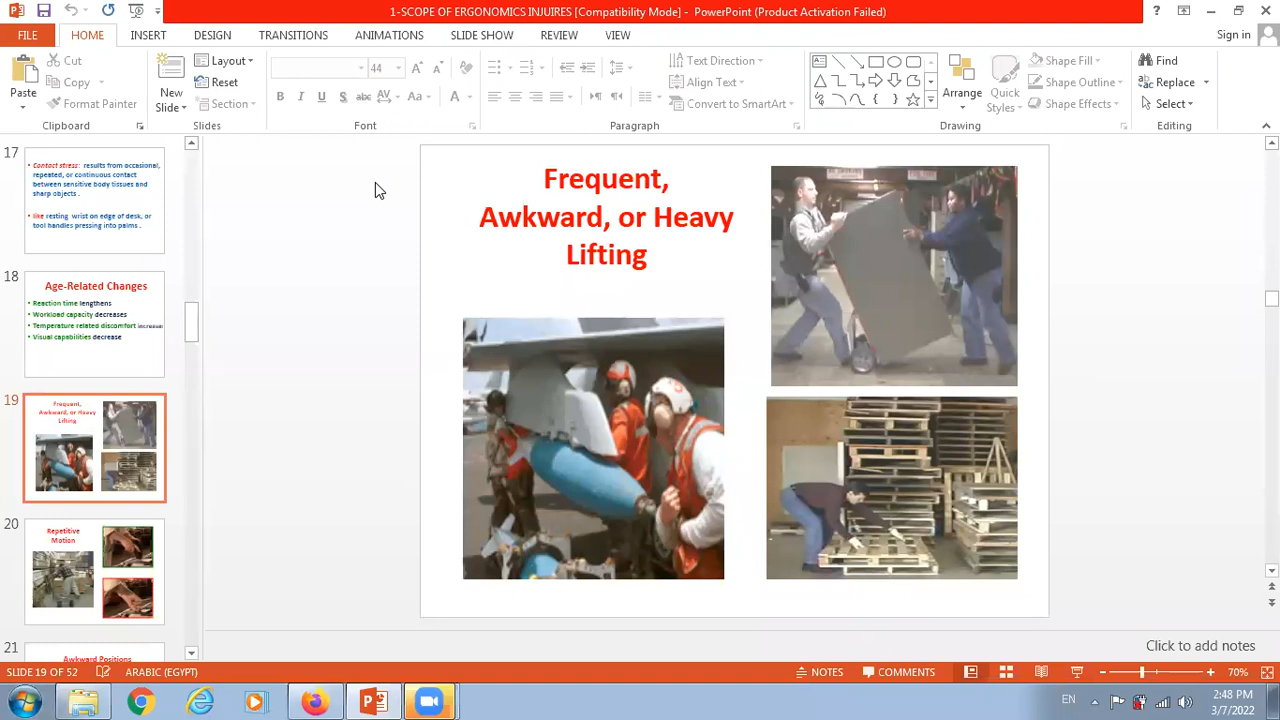 1-SCOPE OF ERGONOMICS INJUIRES [Compatibility Mode] - PowerPoint (Product Activation Failed)
FILE HOME INSERT DESIGN TRANSITIONS ANIMATIONS SLIDE SHOW REVIEW VIEW Sign in
Paste
Cut
Copy
Format Painter
Clipboard
New
Slide
Layout
Reset
Section
Slides
44
B I U S abc AV Aa A
Font
Text Direction
Align Text
Convert to SmartArt
Paragraph
Arrange
Quick
Styles
Shape Fill
Shape Outline
Shape Effects
Drawing
Find
Replace
Select
Editing
17
• Contact stress: results from occasional,
repeated, or continuous contact
between sensitive body tissues and
sharp objects .
• like resting wrist on edge of desk, or
tool handles pressing into palms .
18
Age-Related Changes
• Reaction time lengthens
• Workload capacity decreases
• Temperature related discomfort increases
• Visual capabilities decrease
19
Frequent,
Awkward, or Heavy
Lifting
20
Repetitive
Motion
21
Awkward Positions
Frequent,
Awkward, or Heavy
Lifting
Click to add notes
SLIDE 19 OF 52 ARABIC (EGYPT) NOTES COMMENTS 70%
EN 2:48 PM
3/7/2022